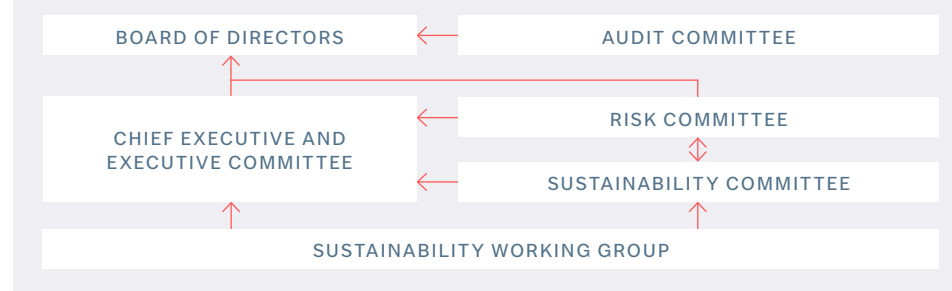 BOARD OF DIRECTORS
AUDIT COMMITTEE
CHIEF EXECUTIVE AND
EXECUTIVE COMMITTEE
RISK COMMITTEE
SUSTAINABILITY COMMITTEE
SUSTAINABILITY WORKING GROUP